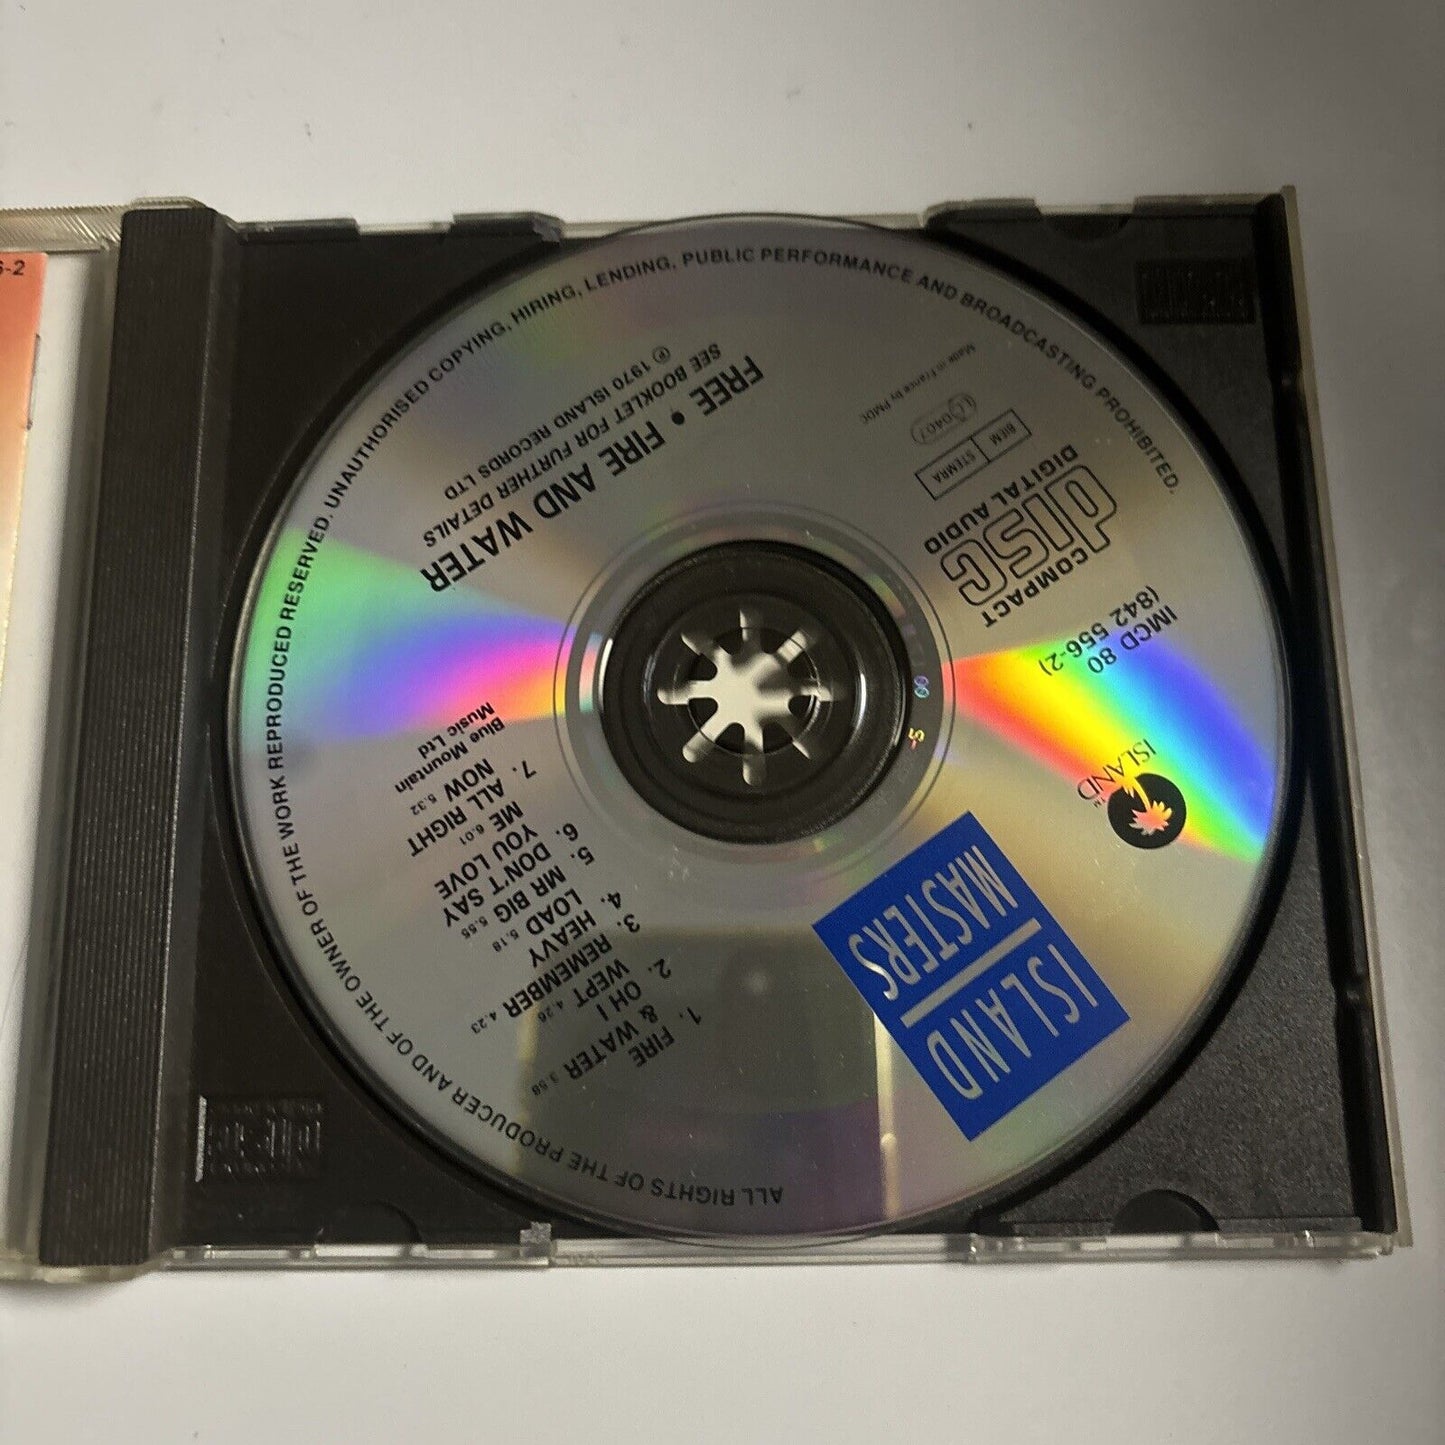 6-2
ISLAND
MASTERS
ISLAND™
IMCD 80
(842 556-2)
COMPACT
disc
DIGITAL AUDIO
BIEM
STEMRA
LC 0407
Made in France by PMDC
1. FIRE
& WATER 3.58
2. OH I
WEPT 4.26
3. REMEMBER 4.23
4. HEAVY
LOAD 5.18
5. MR BIG 5.55
6. DON'T SAY
YOU LOVE
ME 6.01
7. ALL RIGHT
NOW 5.32
Blue Mountain
Music Ltd
FREE • FIRE AND WATER
SEE BOOKLET FOR FURTHER DETAILS
℗ 1970 ISLAND RECORDS LTD
ALL RIGHTS OF THE PRODUCER AND OF THE OWNER OF THE WORK REPRODUCED RESERVED. UNAUTHORISED COPYING, HIRING, LENDING, PUBLIC PERFORMANCE AND BROADCASTING PROHIBITED.